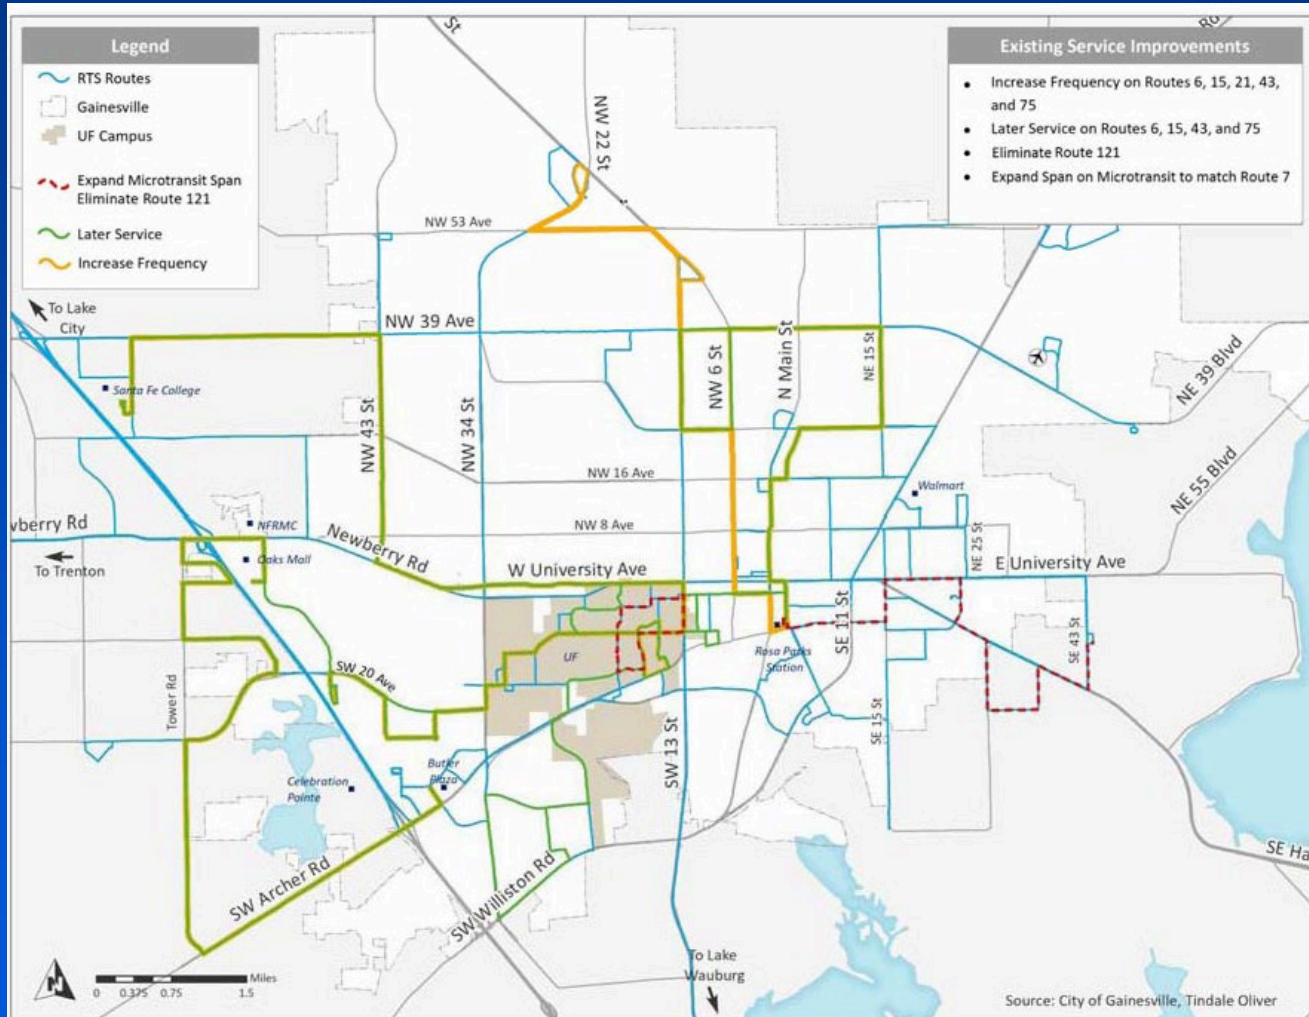 Legend
RTS Routes
Gainesville
UF Campus
Expand Microtransit Span
Eliminate Route 121
Later Service
Increase Frequency
Existing Service Improvements
Increase Frequency on Routes 6, 15, 21, 43,
and 75
Later Service on Routes 6, 15, 43, and 75
Eliminate Route 121
Expand Span on Microtransit to match Route 7
St
Rd
NW 22 St
NW 53 Ave
To Lake
City
NW 39 Ave
Santa Fe College
NW 43 St
NW 34 St
NW 6 St
N Main St
NE 15 St
NE 39 Blvd
NE 55 Blvd
NW 16 Ave
Walmart
wberry Rd
NFRMC
NW 8 Ave
Newberry Rd
Oaks Mall
To Trenton
W University Ave
NE 25 St
E University Ave
SE 11 St
SE 43 St
UF
Rosa Parks
Station
SW 20 Ave
Tower Rd
SE 15 St
SW 13 St
Butler
Plaza
Celebration
Pointe
SW Archer Rd
SW Williston Rd
SE Ha
To Lake
Wauburg
N
Miles
0 0.375 0.75 1.5
Source: City of Gainesville, Tindale Oliver